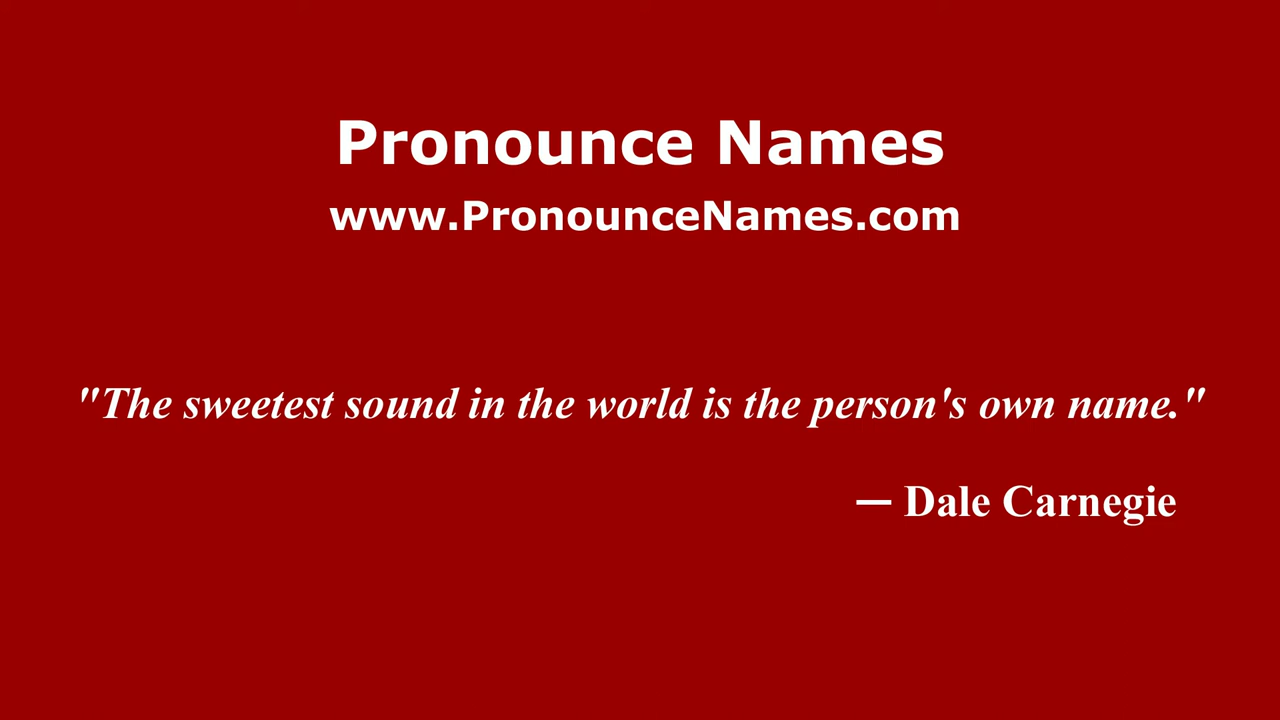 Pronounce Names
www.PronounceNames.com
"The sweetest sound in the world is the person's own name."
— Dale Carnegie